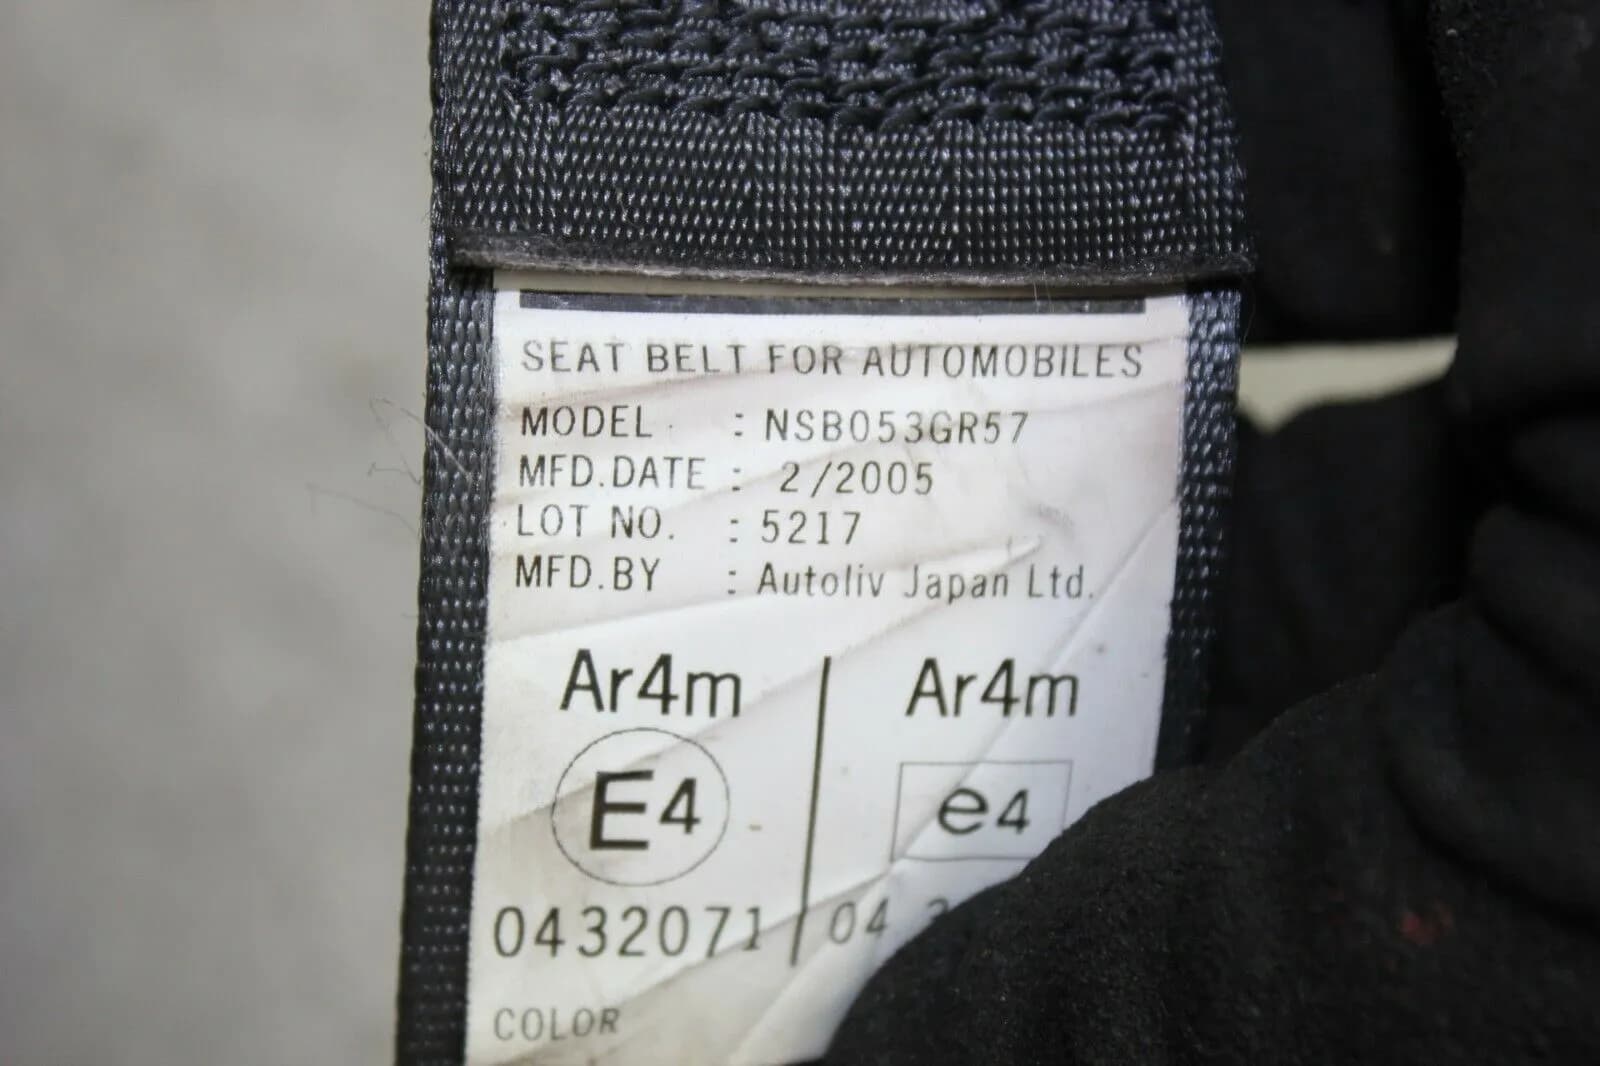 SEAT BELT FOR AUTOMOBILES
MODEL : NSB053GR57
MFD.DATE : 2/2005
LOT NO. : 5217
MFD.BY : Autoliv Japan Ltd.
Ar4m Ar4m
E4 e4
0432071 04
COLOR